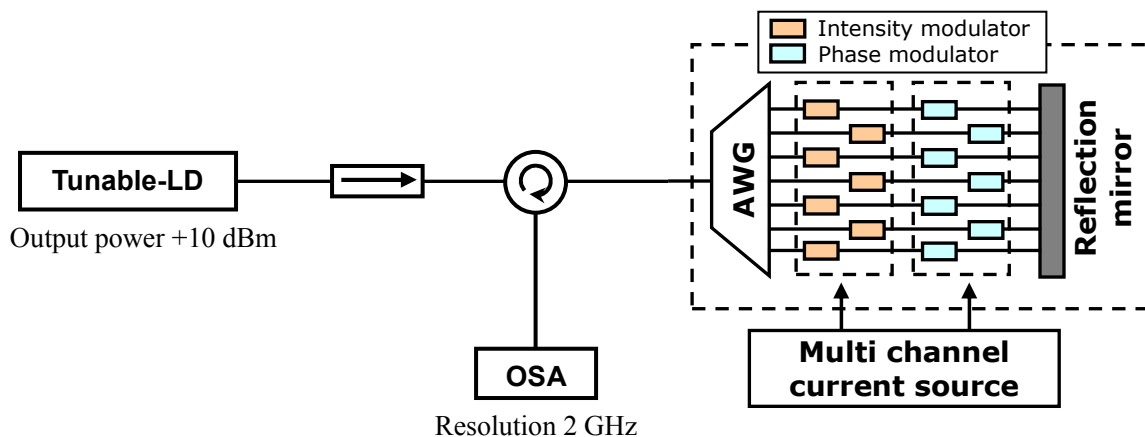 Intensity modulator
Phase modulator
Tunable-LD
Output power +10 dBm
AWG
Reflection
mirror
OSA
Resolution 2 GHz
Multi channel
current source